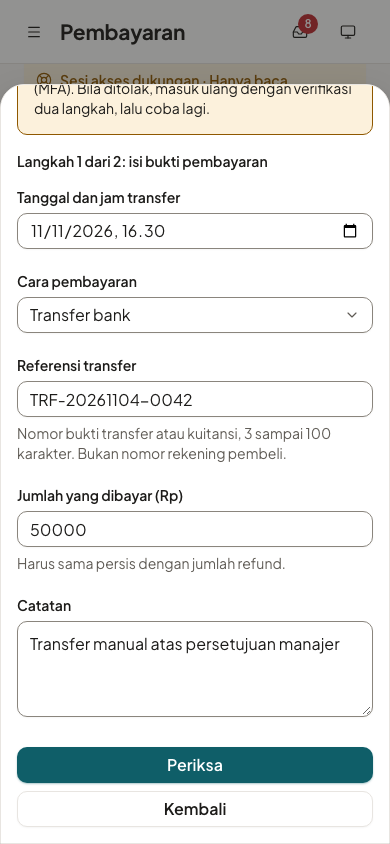 Pembayaran
8
Sesi akses dukungan · Hanya baca
(MFA). Bila ditolak, masuk ulang dengan verifikasi
dua langkah, lalu coba lagi.
Langkah 1 dari 2: isi bukti pembayaran
Tanggal dan jam transfer
11/11/2026, 16.30
Cara pembayaran
Transfer bank
Referensi transfer
TRF-20261104-0042
Nomor bukti transfer atau kuitansi, 3 sampai 100
karakter. Bukan nomor rekening pembeli.
Jumlah yang dibayar (Rp)
50000
Harus sama persis dengan jumlah refund.
Catatan
Transfer manual atas persetujuan manajer
Periksa
Kembali